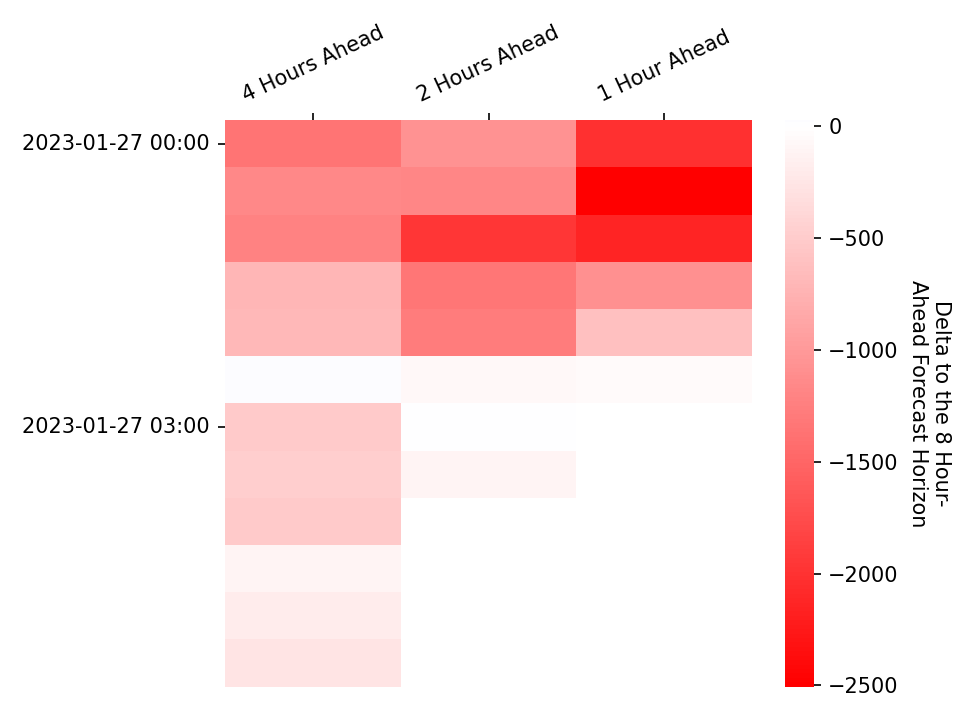 4 Hours Ahead
2 Hours Ahead
1 Hour Ahead
2023-01-27 00:00
2023-01-27 03:00
0
−500
−1000
−1500
−2000
−2500
Delta to the 8 Hour-
Ahead Forecast Horizon